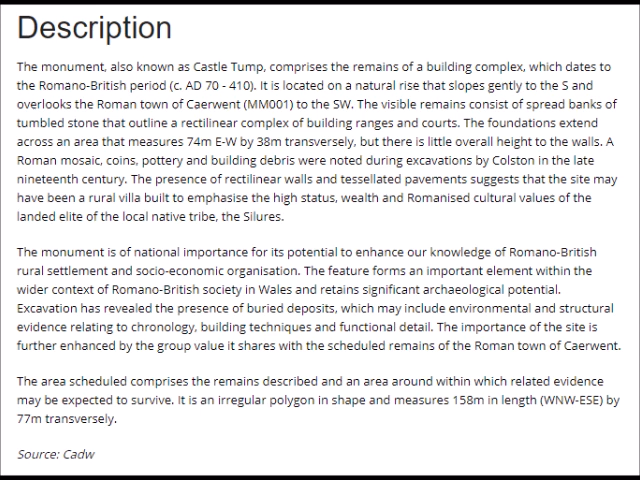 Description
The monument, also known as Castle Tump, comprises the remains of a building complex, which dates to
the Romano-British period (c. AD 70 - 410). It is located on a natural rise that slopes gently to the S and
overlooks the Roman town of Caerwent (MM001) to the SW. The visible remains consist of spread banks of
tumbled stone that outline a rectilinear complex of building ranges and courts. The foundations extend
across an area that measures 74m E-W by 38m transversely, but there is little overall height to the walls. A
Roman mosaic, coins, pottery and building debris were noted during excavations by Colston in the late
nineteenth century. The presence of rectilinear walls and tessellated pavements suggests that the site may
have been a rural villa built to emphasise the high status, wealth and Romanised cultural values of the
landed elite of the local native tribe, the Silures.
The monument is of national importance for its potential to enhance our knowledge of Romano-British
rural settlement and socio-economic organisation. The feature forms an important element within the
wider context of Romano-British society in Wales and retains significant archaeological potential.
Excavation has revealed the presence of buried deposits, which may include environmental and structural
evidence relating to chronology, building techniques and functional detail. The importance of the site is
further enhanced by the group value it shares with the scheduled remains of the Roman town of Caerwent.
The area scheduled comprises the remains described and an area around within which related evidence
may be expected to survive. It is an irregular polygon in shape and measures 158m in length (WNW-ESE) by
77m transversely.
Source: Cadw